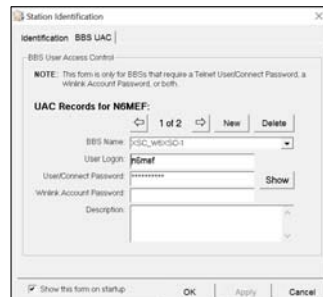 Station Identification
Identification BBS UAC
BBS User Access Control
NOTE: This form is only for BBSs that require a Telnet User/Connect Password, a
Winlink Account Password, or both.
UAC Records for N6MEF:
1 of 2 New Delete
BBS Name: XSC_W6XSC-1
User Logon: n6mef
User/Connect Password: **********
Show
Winlink Account Password:
Description:
Show this form on startup OK Apply Cancel